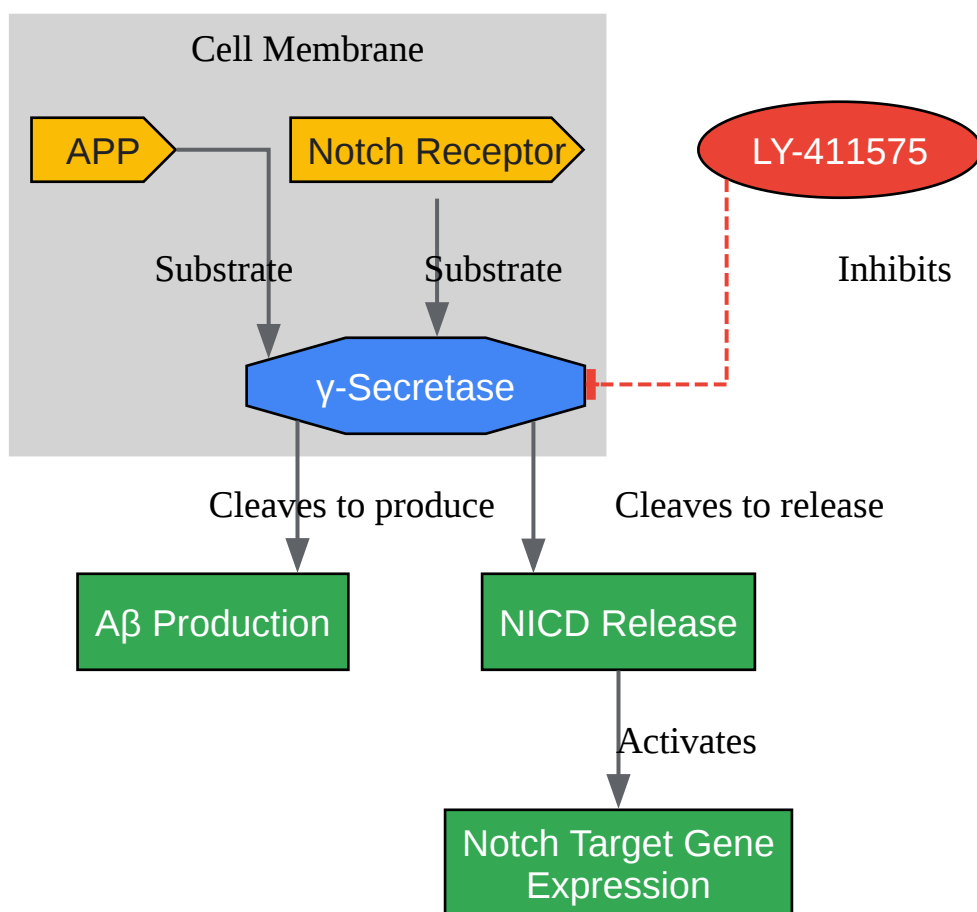 Cell Membrane
APP
Notch Receptor
LY-411575
Substrate
Substrate
Inhibits
γ-Secretase
Cleaves to produce
Cleaves to release
Aβ Production
NICD Release
Activates
Notch Target Gene
Expression